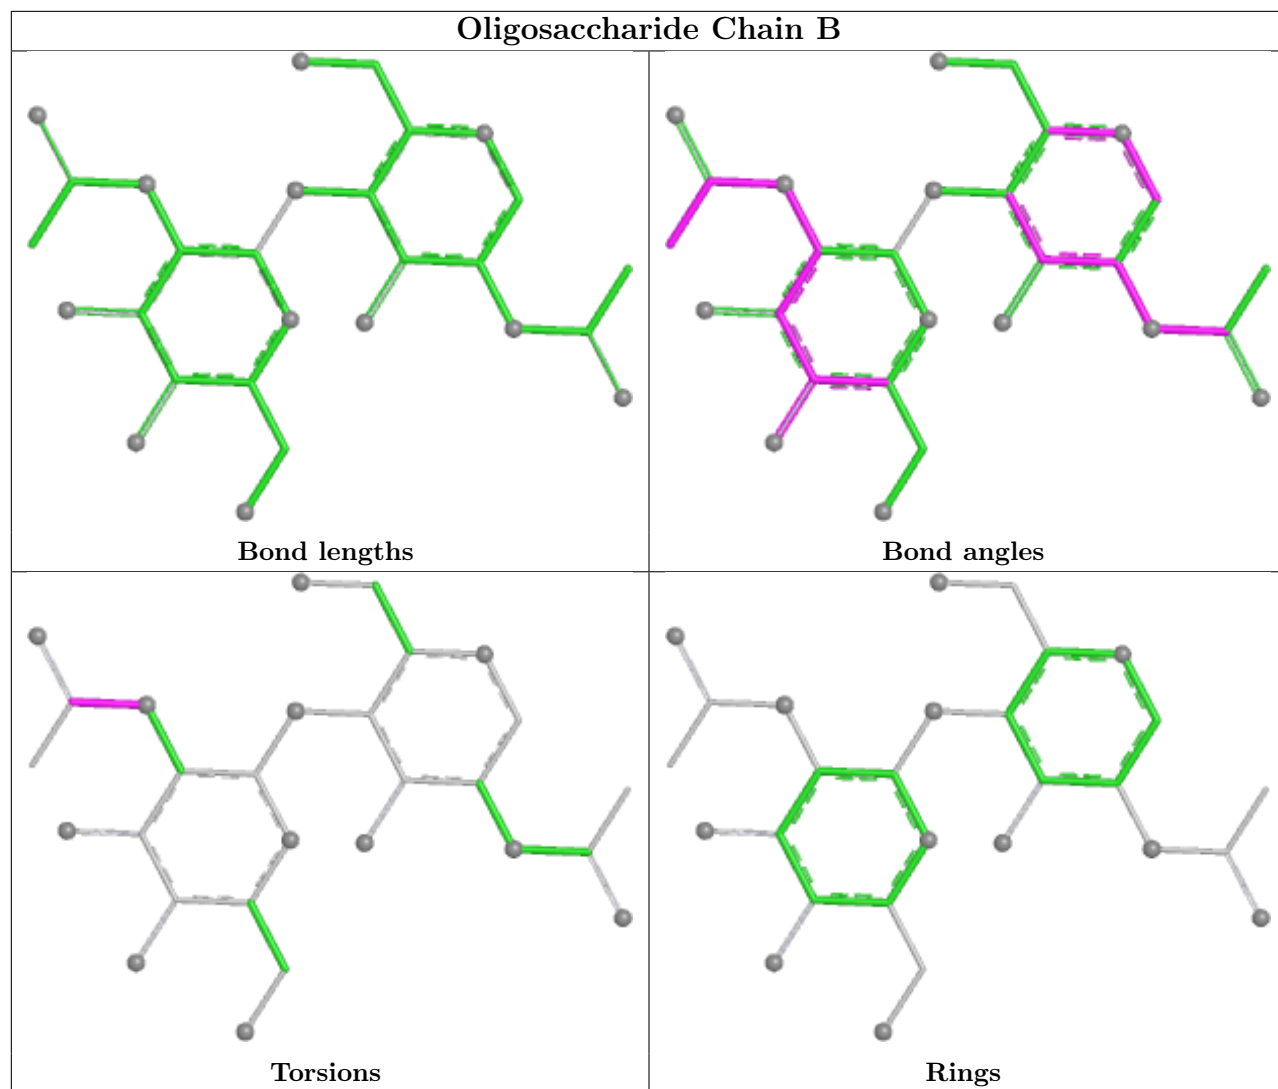 Oligosaccharide Chain B
Bond lengths
Bond angles
Torsions
Rings